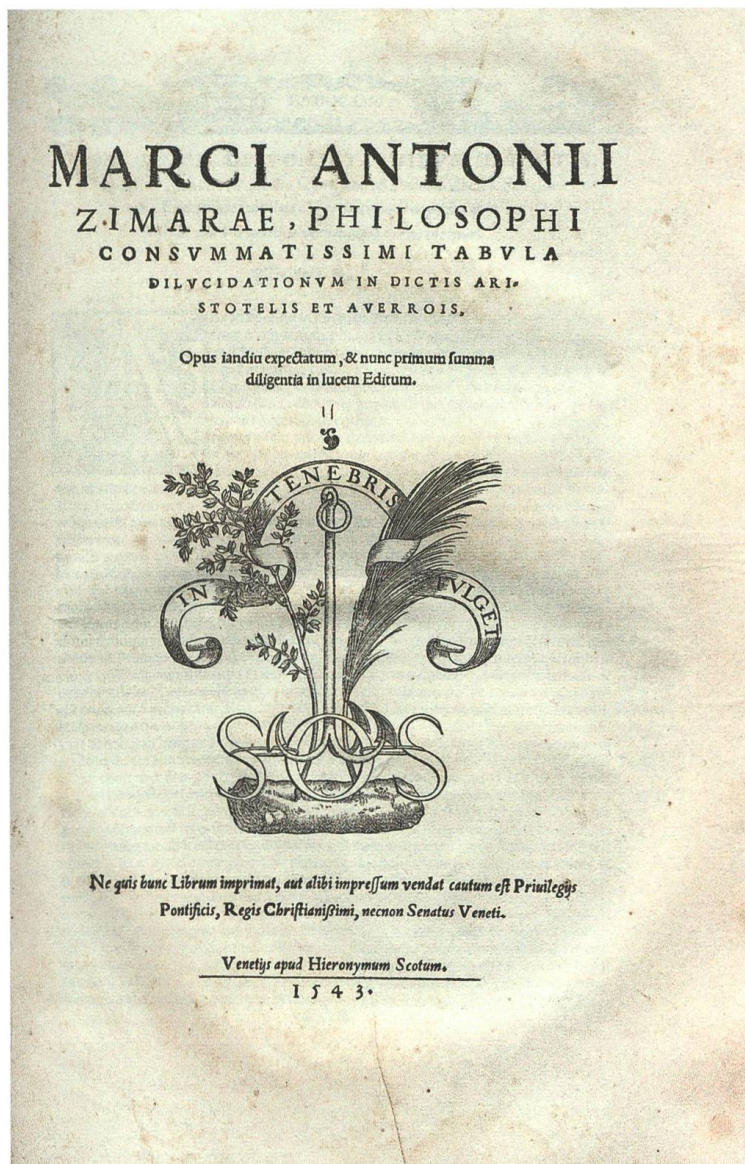 MARCI ANTONII
Z·IMARAE, PHILOSOPHI
CONSVMMATISSIMI TABVLA
DILVCIDATIONVM IN DICTIS ARI-
STOTELIS ET AVERROIS,
Opus iandiu expectatum, & nunc primum ſumma
diligentia in lucem Editum.
TENEBRIS
IN
FVLGET
SOS
Ne quis hunc Librum imprimat, aut alibi impreſſum vendat cautum eſt Priuilegijs
Pontificis, Regis Chriſtianißimi, necnon Senatus Veneti.
Venetijs apud Hieronymum Scotum.
1543.